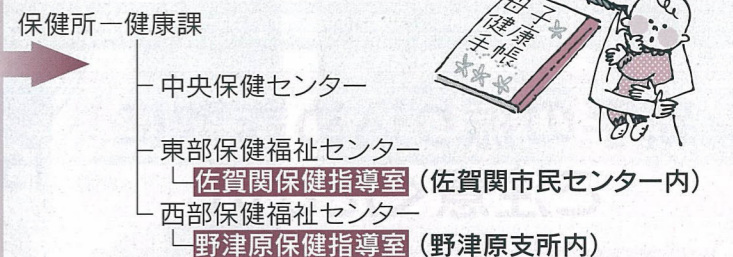 保健所―健康課
中央保健センター
東部保健福祉センター
佐賀関保健指導室（佐賀関市民センター内）
西部保健福祉センター
野津原保健指導室（野津原支所内）
母子健康手帳